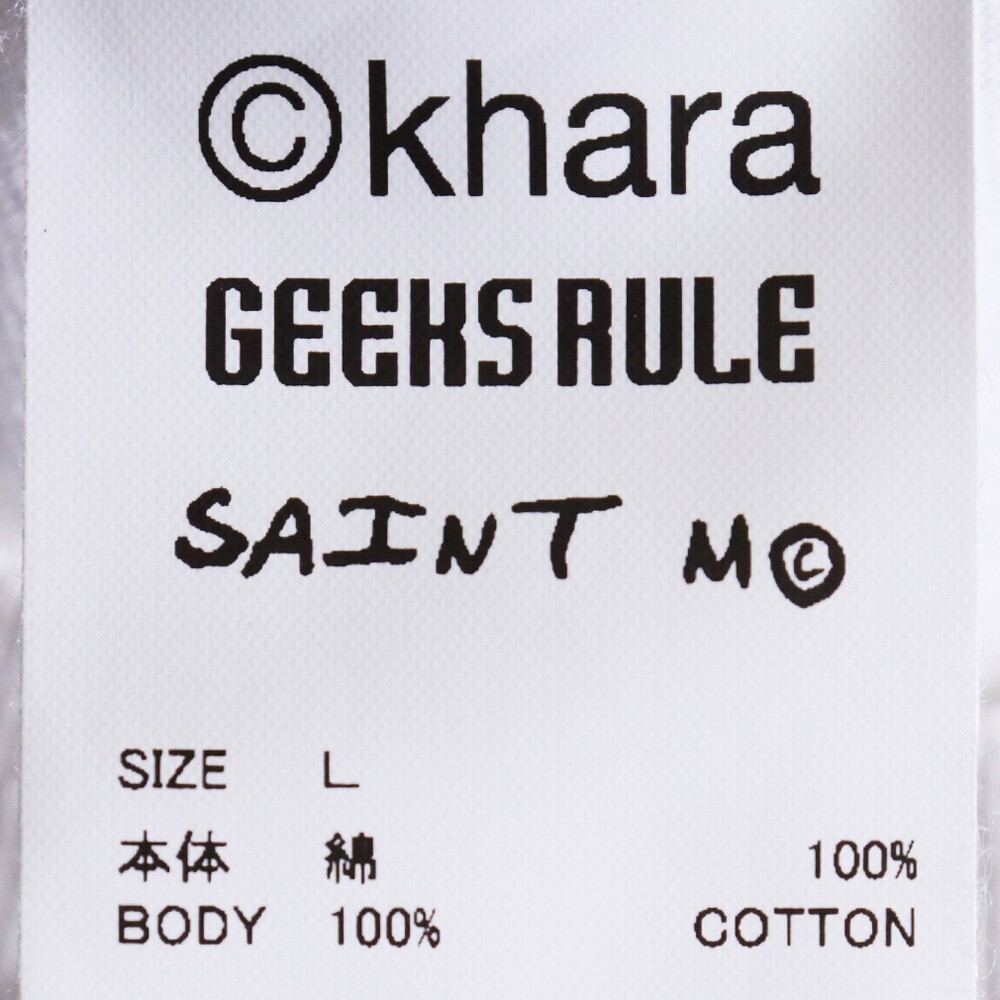 ©khara
GEEKS RULE
SAINT M©
SIZE L
本体 綿 100%
BODY 100% COTTON